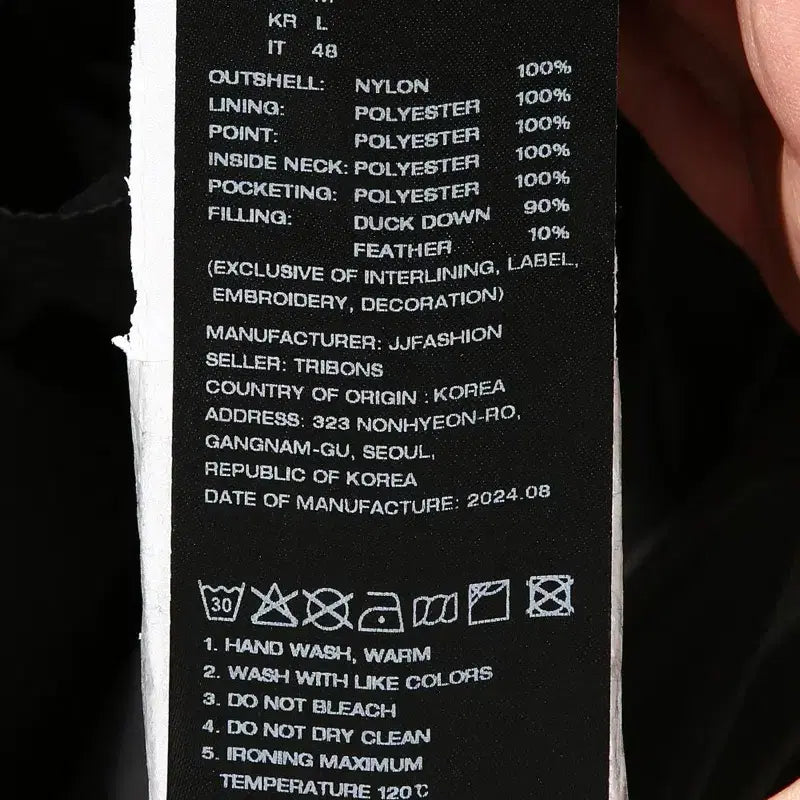 KR L
IT 48
OUTSHELL: NYLON 100%
LINING: POLYESTER 100%
POINT: POLYESTER 100%
INSIDE NECK: POLYESTER 100%
POCKETING: POLYESTER 100%
FILLING: DUCK DOWN 90%
FEATHER 10%
(EXCLUSIVE OF INTERLINING, LABEL,
EMBROIDERY, DECORATION)
MANUFACTURER: JJFASHION
SELLER: TRIBONS
COUNTRY OF ORIGIN : KOREA
ADDRESS: 323 NONHYEON-RO,
GANGNAM-GU, SEOUL,
REPUBLIC OF KOREA
DATE OF MANUFACTURE: 2024.08
30
1. HAND WASH, WARM
2. WASH WITH LIKE COLORS
3. DO NOT BLEACH
4. DO NOT DRY CLEAN
5. IRONING MAXIMUM
TEMPERATURE 120℃